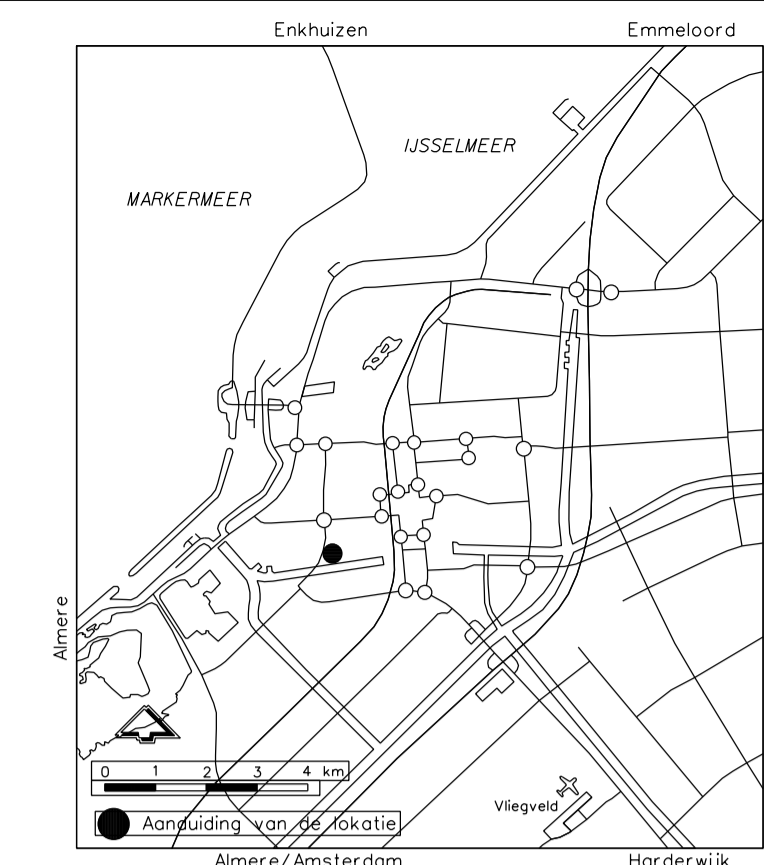 Enkhuizen Emmeloord
IJSSELMEER
MARKERMEER
Almere
0 1 2 3 4 km
Vliegveld
Aanduiding van de lokatie
Almere/Amsterdam Harderwijk